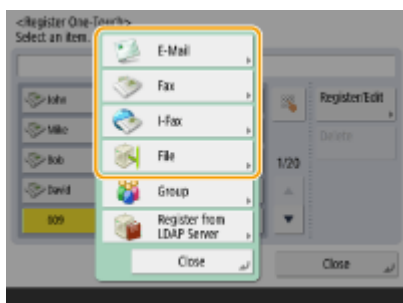 <Register One-Touch>
Select an item.
E-Mail
Fax
I-Fax
File
Group
Register from
LDAP Server
Close
John
Mike
Bob
David
009
1/20
Register/Edit
Delete
Close